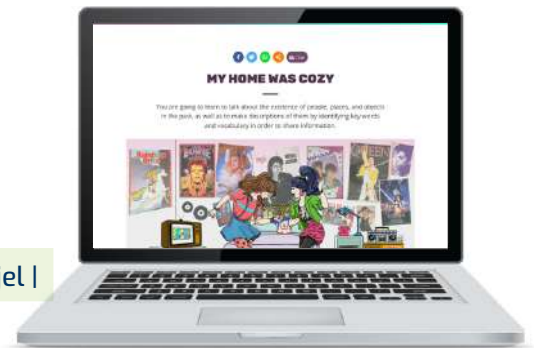 MY HOME WAS COZY
You are going to learn to talk about the existence of people, places, and objects
in the past, as well as to make descriptions of them by identifying key words
and vocabulary in order to share information.
QUEEN
iel |